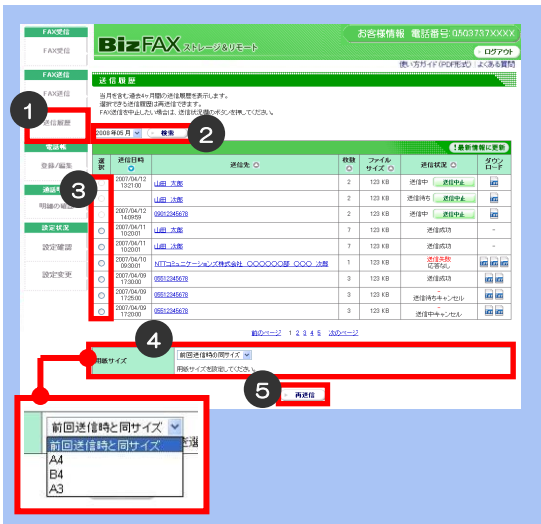 FAX受信
FAX受信
FAX送信
FAX送信
送信履歴
電話帳
登録/編集
通話明
明細の確
設定状況
設定確認
設定変更
BizFAX ストレージ&リモート
お客様情報 電話番号:0503737XXXX
ログアウト
使い方ガイド(PDF形式) よくある質問
送信履歴
当月を含む過去4ヶ月間の送信履歴を表示します。
選択できる送信履歴は再送信できます。
FAX送信を中止したい場合は、送信状況欄のボタンを押してください。
2008年05月 検索
!最新情報に更新
選択 送信日時 送信先 枚数 ファイルサイズ 送信状況 ダウンロード
2007/04/12 13:21:00 山田 太郎 2 123 KB 送信中 送信中止
山田 次郎 2 123 KB 送信待ち 送信中止 -
2007/04/12 14:09:59 09012345678 2 123 KB 送信中 送信中止
2007/04/11 10:20:01 山田 太郎 7 123 KB 送信成功 -
2007/04/11 10:20:01 山田 次郎 7 123 KB 送信成功 -
2007/04/10 09:30:01 NTTコミュニケーションズ株式会社 〇〇〇〇〇〇部 〇〇〇 次郎 1 123 KB 送信失敗 応答なし
2007/04/09 17:30:00 05512345678 3 123 KB 送信成功
2007/04/09 17:25:00 05512345678 3 123 KB - 送信待ちキャンセル
2007/04/09 17:20:00 05512345678 3 123 KB - 送信中キャンセル
前のページ 1 2 3 4 5 次のページ
用紙サイズ
前回送信時の同サイズ
用紙サイズを設定してください。
再送信
1
2
3
4
5
前回送信時と同サイズ
前回送信時と同サイズ
を選
A4
B4
A3